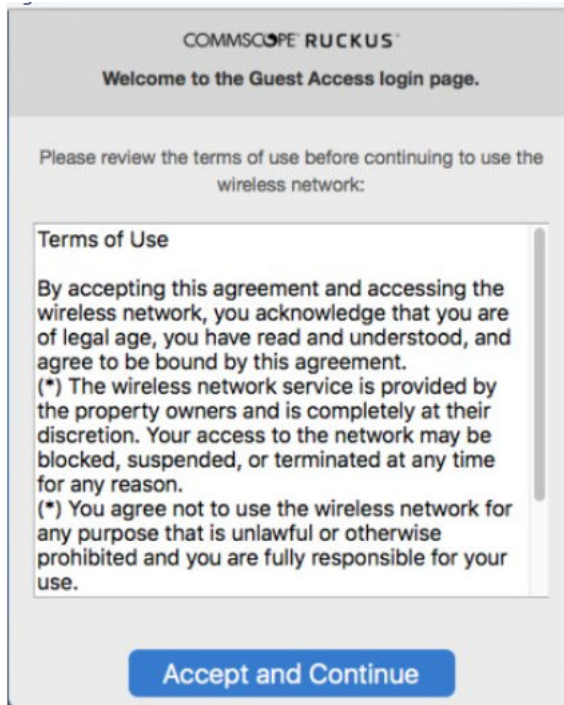 COMMSCOPE RUCKUS
Welcome to the Guest Access login page.
Please review the terms of use before continuing to use the
wireless network:
Terms of Use
By accepting this agreement and accessing the
wireless network, you acknowledge that you are
of legal age, you have read and understood, and
agree to be bound by this agreement.
(*) The wireless network service is provided by
the property owners and is completely at their
discretion. Your access to the network may be
blocked, suspended, or terminated at any time
for any reason.
(*) You agree not to use the wireless network for
any purpose that is unlawful or otherwise
prohibited and you are fully responsible for your
use.
Accept and Continue